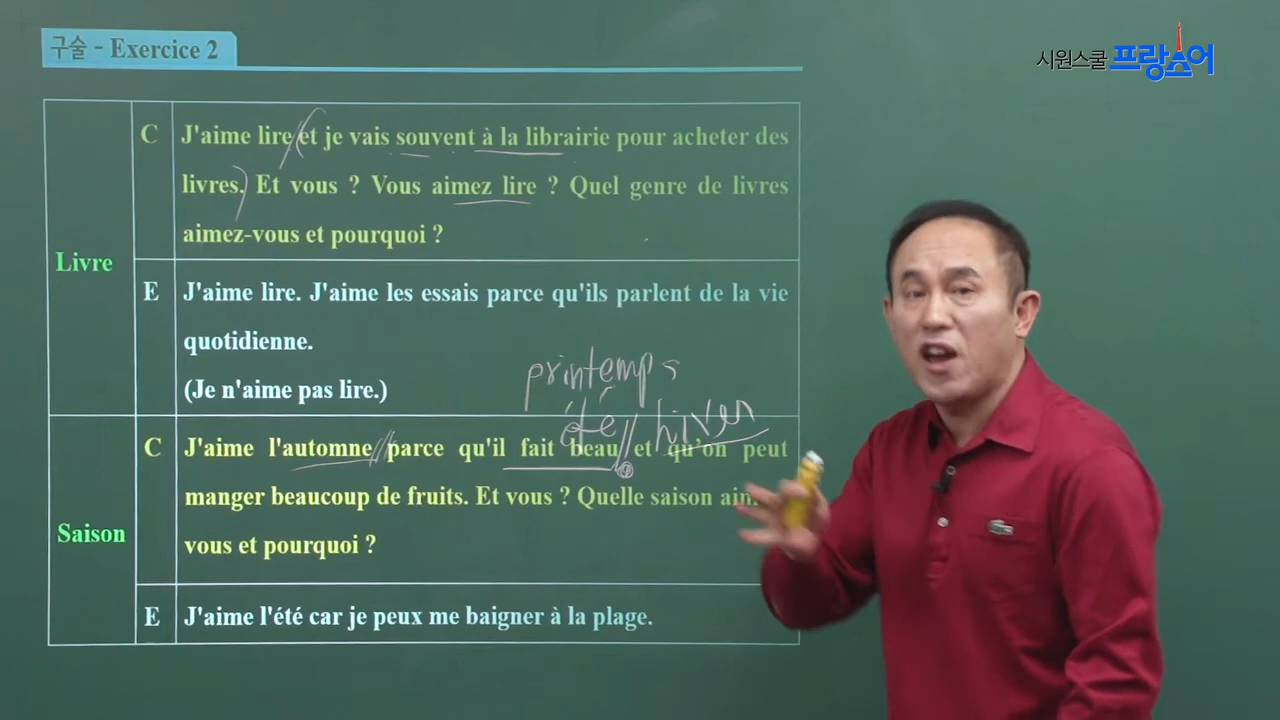 구술 - Exercice 2
시원스쿨 프랑스어
C J'aime lire et je vais souvent à la librairie pour acheter des
livres. Et vous ? Vous aimez lire ? Quel genre de livres
aimez-vous et pourquoi ?
Livre
E J'aime lire. J'aime les essais parce qu'ils parlent de la vie
quotidienne.
(Je n'aime pas lire.)
printemps
été hiver
C J'aime l'automne parce qu'il fait beau et qu'on peut
manger beaucoup de fruits. Et vous ? Quelle saison
vous et pourquoi ?
Saison
E J'aime l'été car je peux me baigner à la plage.